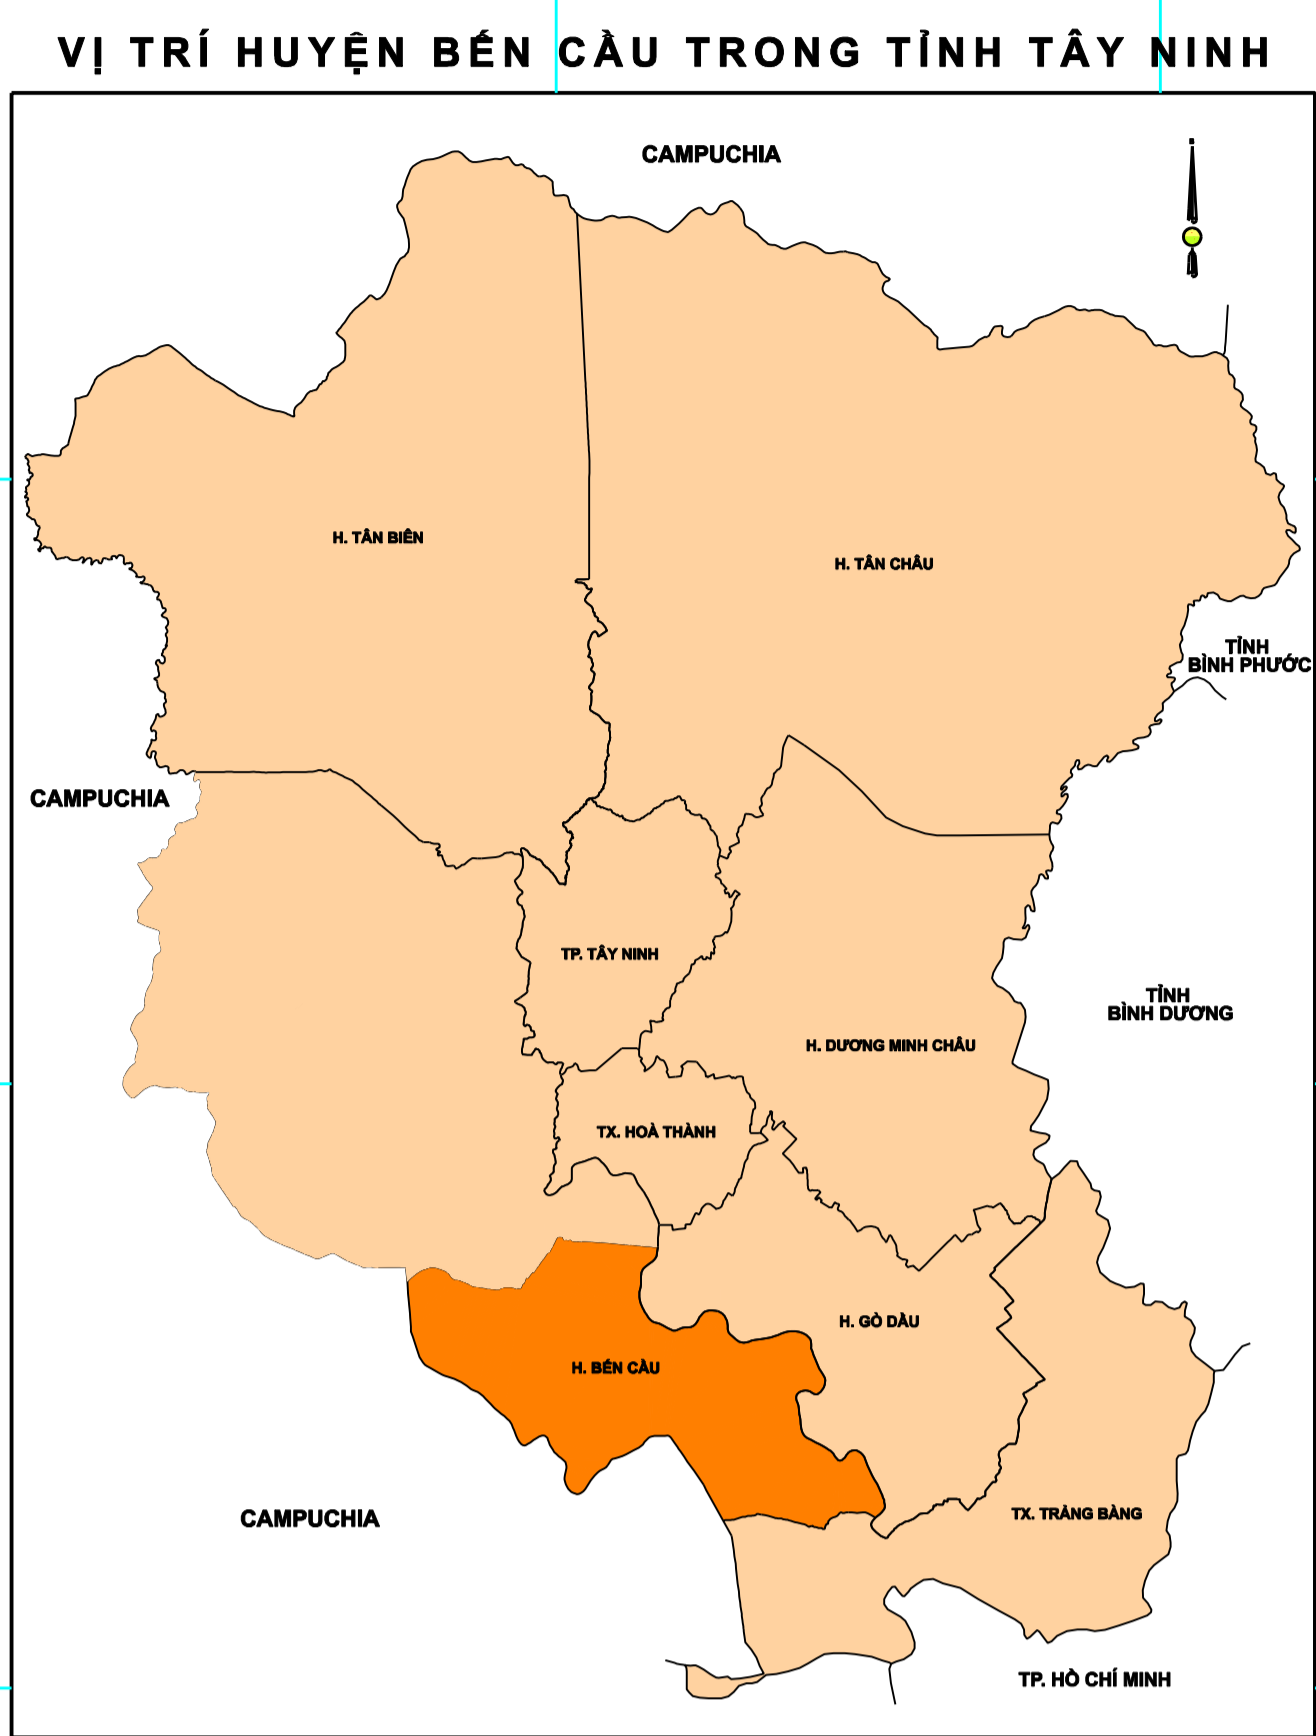 VỊ TRÍ HUYỆN BẾN CẦU TRONG TỈNH TÂY NINH
CAMPUCHIA
H. TÂN BIÊN
H. TÂN CHÂU
TỈNH
BÌNH PHƯỚC
CAMPUCHIA
TP. TÂY NINH
TỈNH
BÌNH DƯƠNG
H. DƯƠNG MINH CHÂU
TX. HOÀ THÀNH
H. GÒ DẦU
H. BẾN CẦU
CAMPUCHIA
TX. TRẢNG BÀNG
TP. HỒ CHÍ MINH